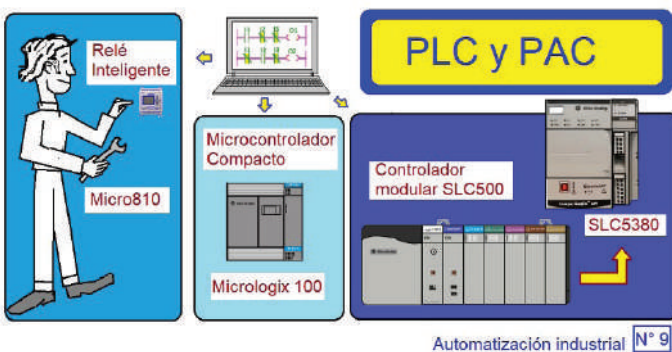 PLC y PAC
Relé
Inteligente
Micro810
Microcontrolador
Compacto
Micrologix 100
Controlador
modular SLC500
SLC5380
Automatización industrial N° 9